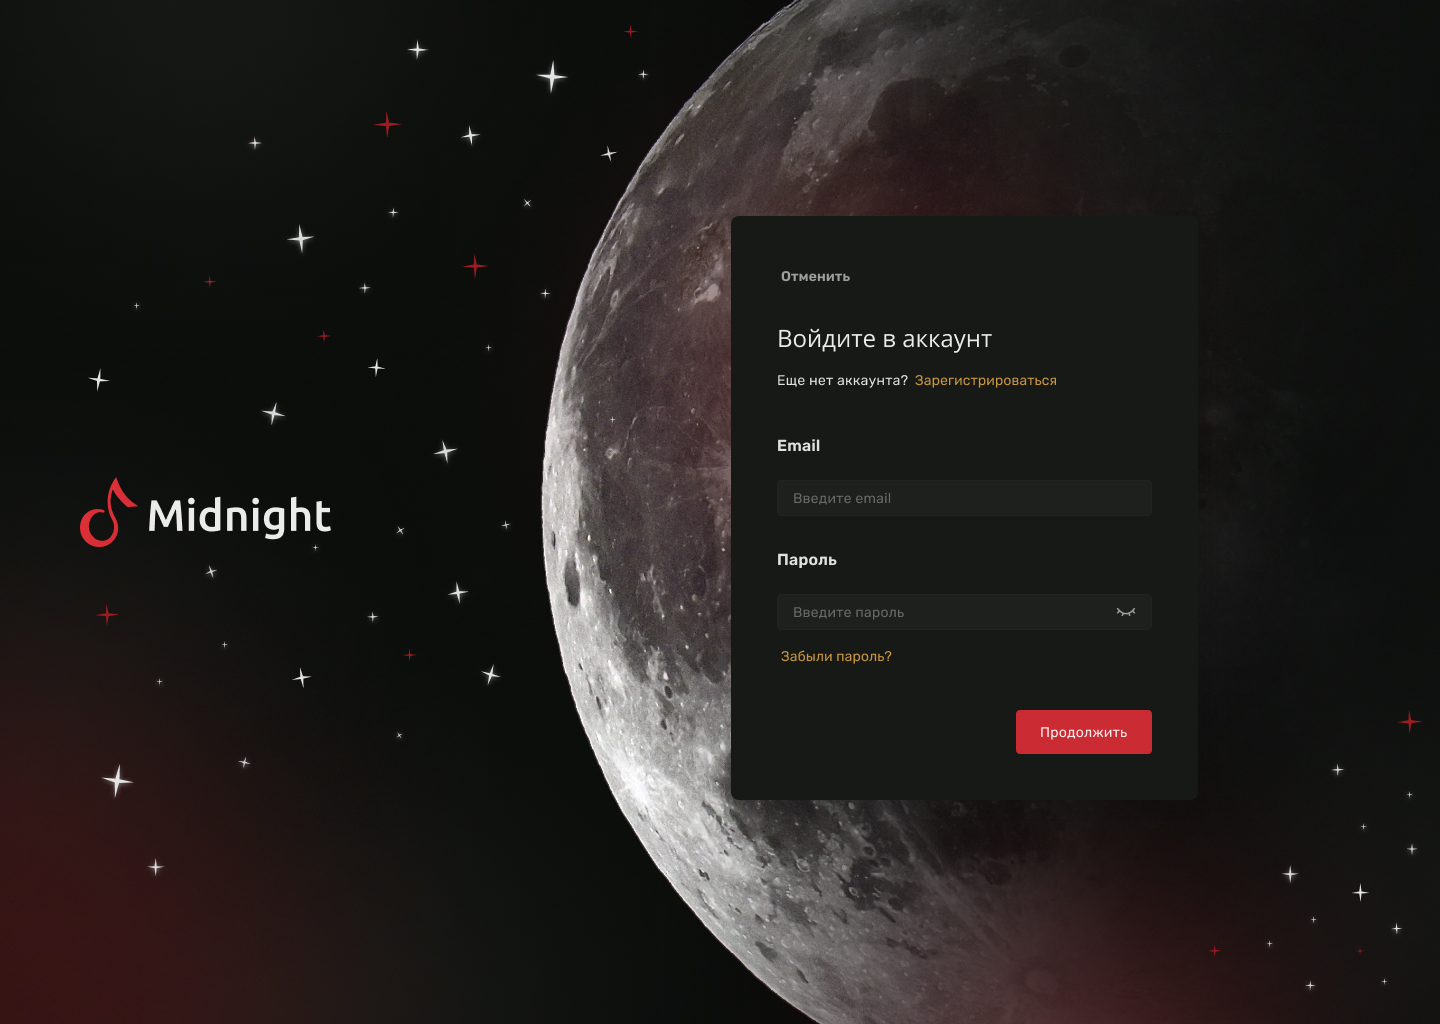 Midnight
Отменить
Войдите в аккаунт
Еще нет аккаунта? Зарегистрироваться
Email
Введите email
Пароль
Введите пароль
Забыли пароль?
Продолжить